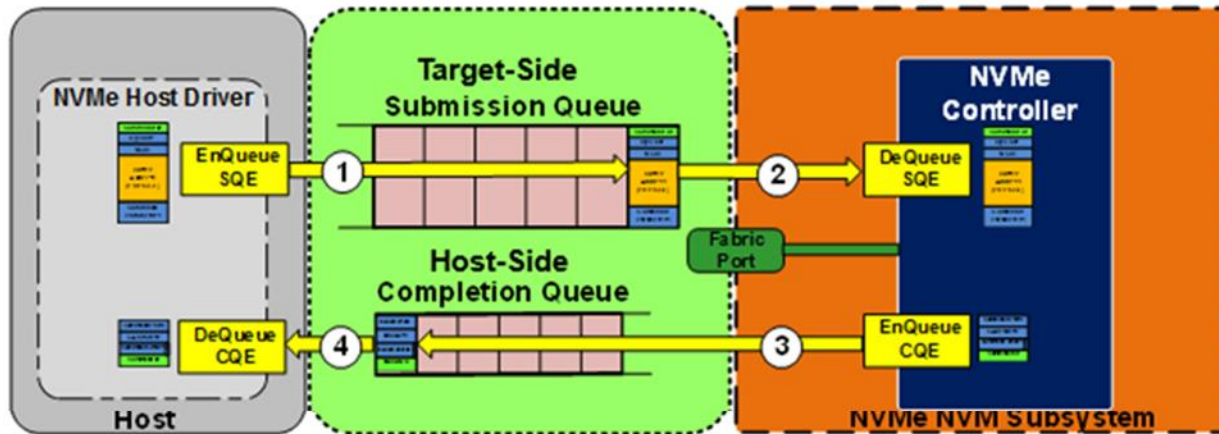 NVMe Host Driver
EnQueue
SQE
1
Target-Side
Submission Queue
2
NVMe
Controller
DeQueue
SQE
Fabric
Port
Host-Side
Completion Queue
DeQueue
CQE
4
3
EnQueue
CQE
Host
NVMe NVM Subsystem